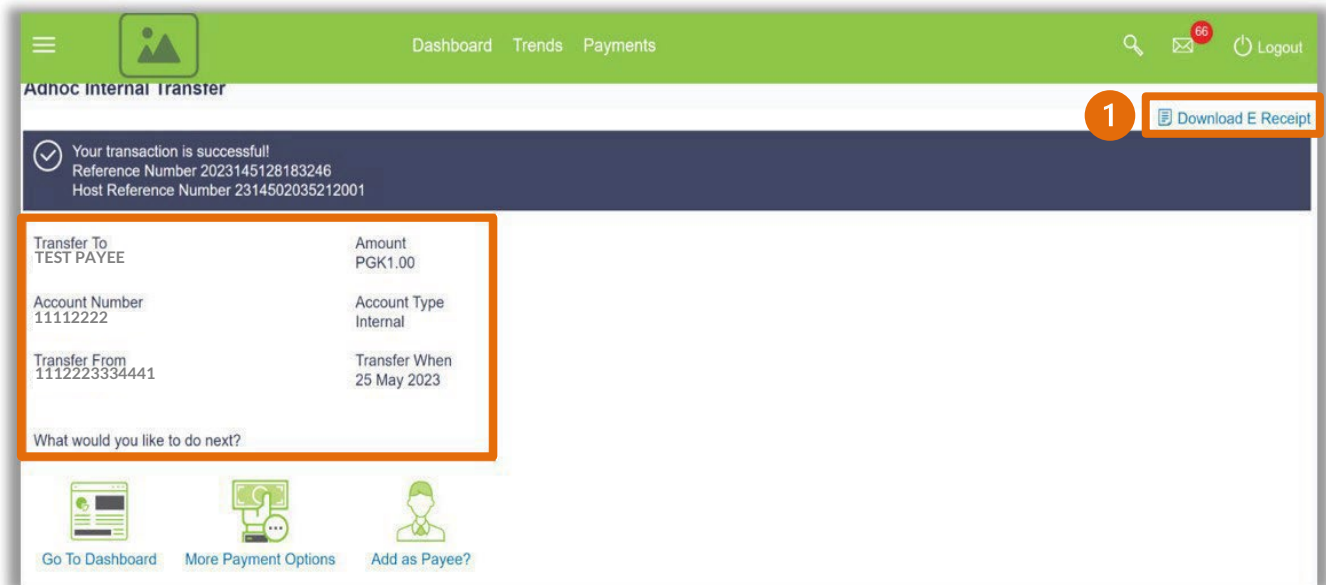 Dashboard Trends Payments
66
Logout
Adhoc Internal Transfer
1
Download E Receipt
Your transaction is successful!
Reference Number 2023145128183246
Host Reference Number 2314502035212001
Transfer To
TEST PAYEE
Amount
PGK1.00
Account Number
11112222
Account Type
Internal
Transfer From
1112223334441
Transfer When
25 May 2023
What would you like to do next?
Go To Dashboard
More Payment Options
Add as Payee?